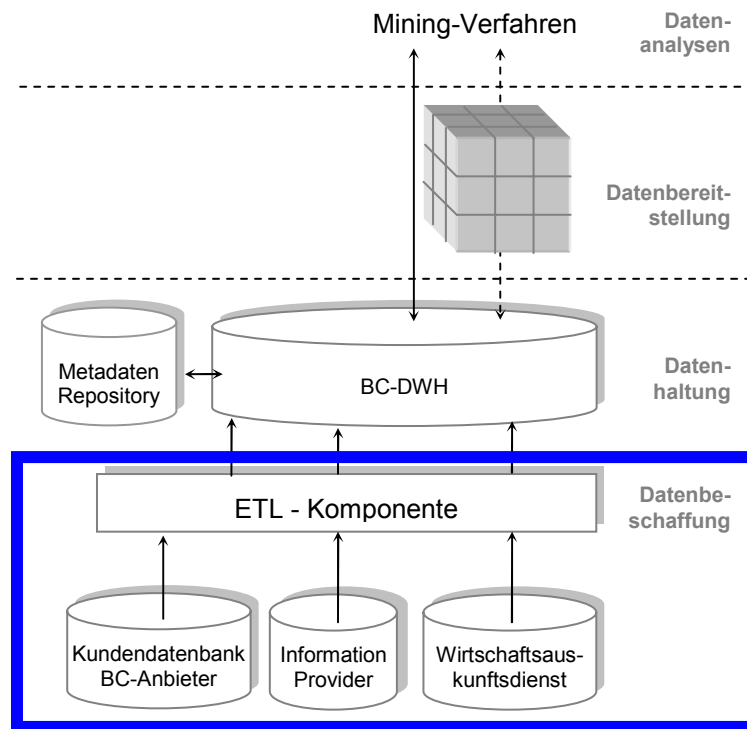 Mining-Verfahren
Daten-
analysen
Datenbereit-
stellung
Metadaten
Repository
BC-DWH
Daten-
haltung
ETL - Komponente
Datenbe-
schaffung
Kundendatenbank
BC-Anbieter
Information
Provider
Wirtschaftsaus-
kunftsdienst